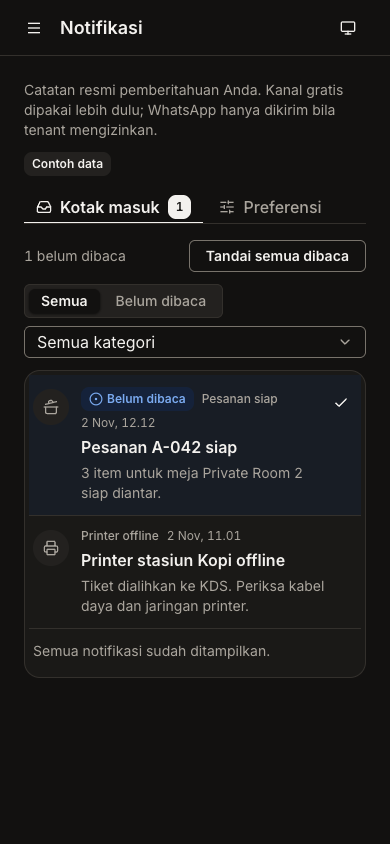 Notifikasi
Catatan resmi pemberitahuan Anda. Kanal gratis
dipakai lebih dulu; WhatsApp hanya dikirim bila
tenant mengizinkan.
Contoh data
Kotak masuk 1 Preferensi
1 belum dibaca Tandai semua dibaca
Semua Belum dibaca
Semua kategori
Belum dibaca Pesanan siap
2 Nov, 12.12
Pesanan A-042 siap
3 item untuk meja Private Room 2
siap diantar.
Printer offline 2 Nov, 11.01
Printer stasiun Kopi offline
Tiket dialihkan ke KDS. Periksa kabel
daya dan jaringan printer.
Semua notifikasi sudah ditampilkan.